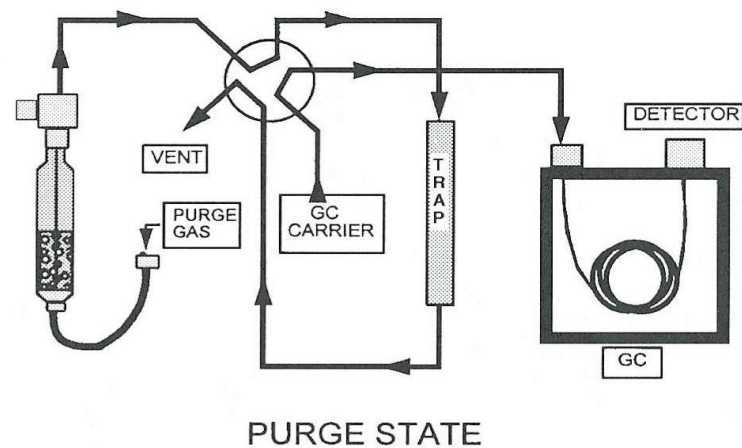 DETECTOR
VENT
TRAP
PURGE
GAS
GC
CARRIER
GC
PURGE STATE